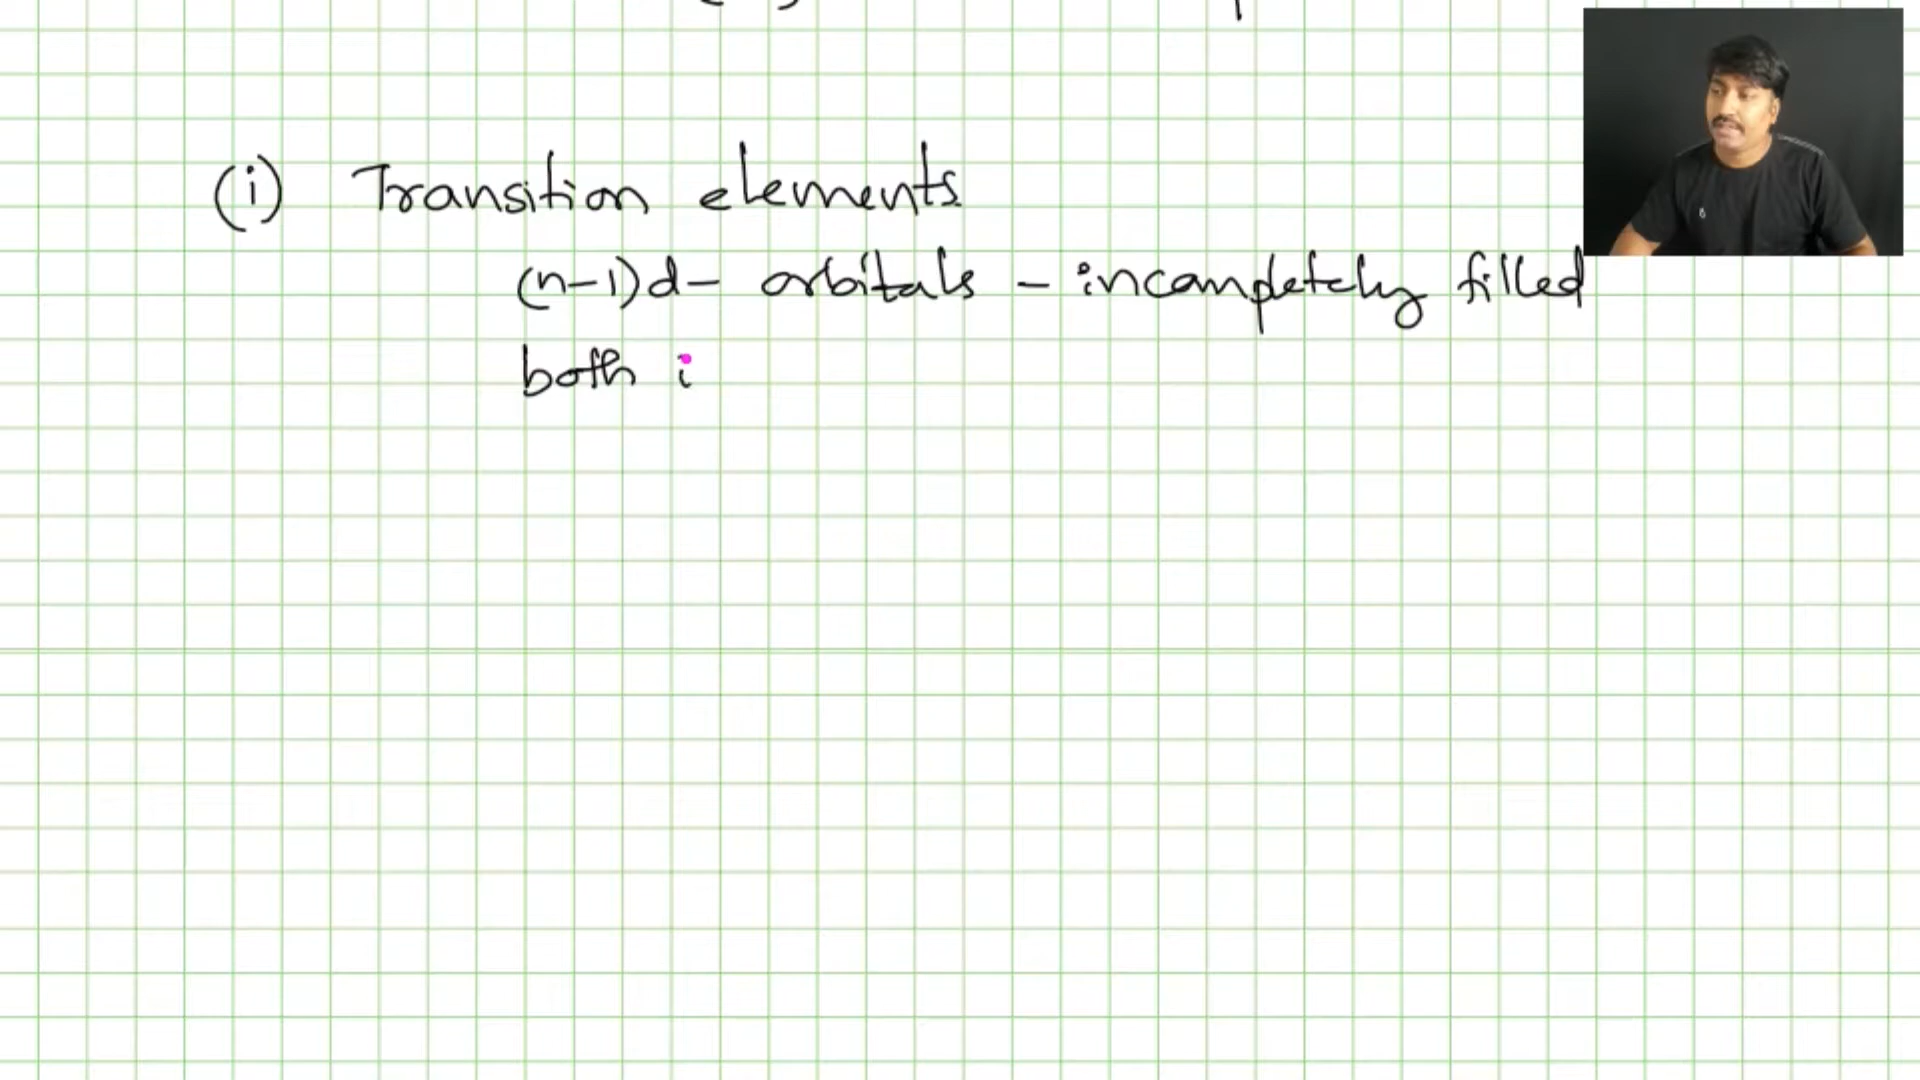 (i) Transition elements
(n-1)d- orbitals - incompletely filled
both i